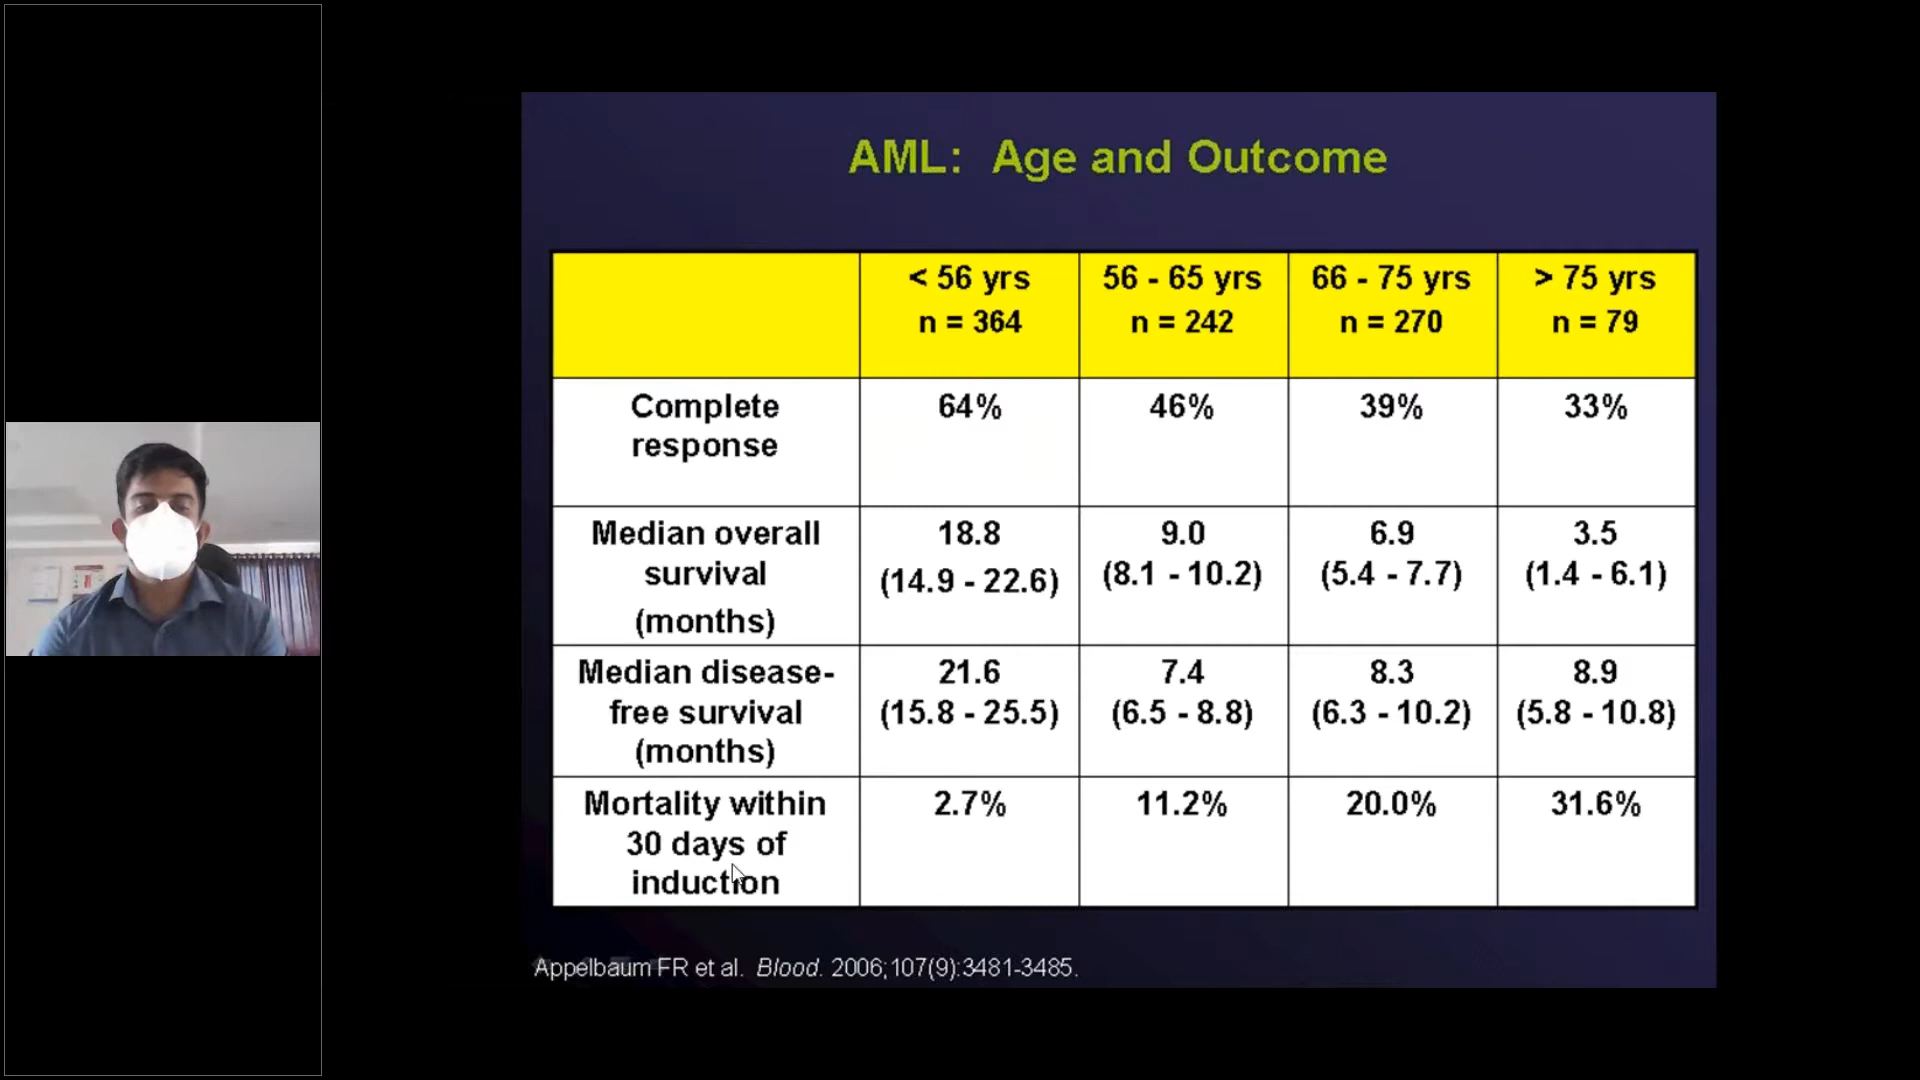 AML: Age and Outcome
< 56 yrs
n = 364
56 - 65 yrs
n = 242
66 - 75 yrs
n = 270
> 75 yrs
n = 79
Complete
response
64%
46%
39%
33%
Median overall
survival
(months)
18.8
(14.9 - 22.6)
9.0
(8.1 - 10.2)
6.9
(5.4 - 7.7)
3.5
(1.4 - 6.1)
Median disease-
free survival
(months)
21.6
(15.8 - 25.5)
7.4
(6.5 - 8.8)
8.3
(6.3 - 10.2)
8.9
(5.8 - 10.8)
Mortality within
30 days of
induction
2.7%
11.2%
20.0%
31.6%
Appelbaum FR et al. Blood. 2006;107(9):3481-3485.